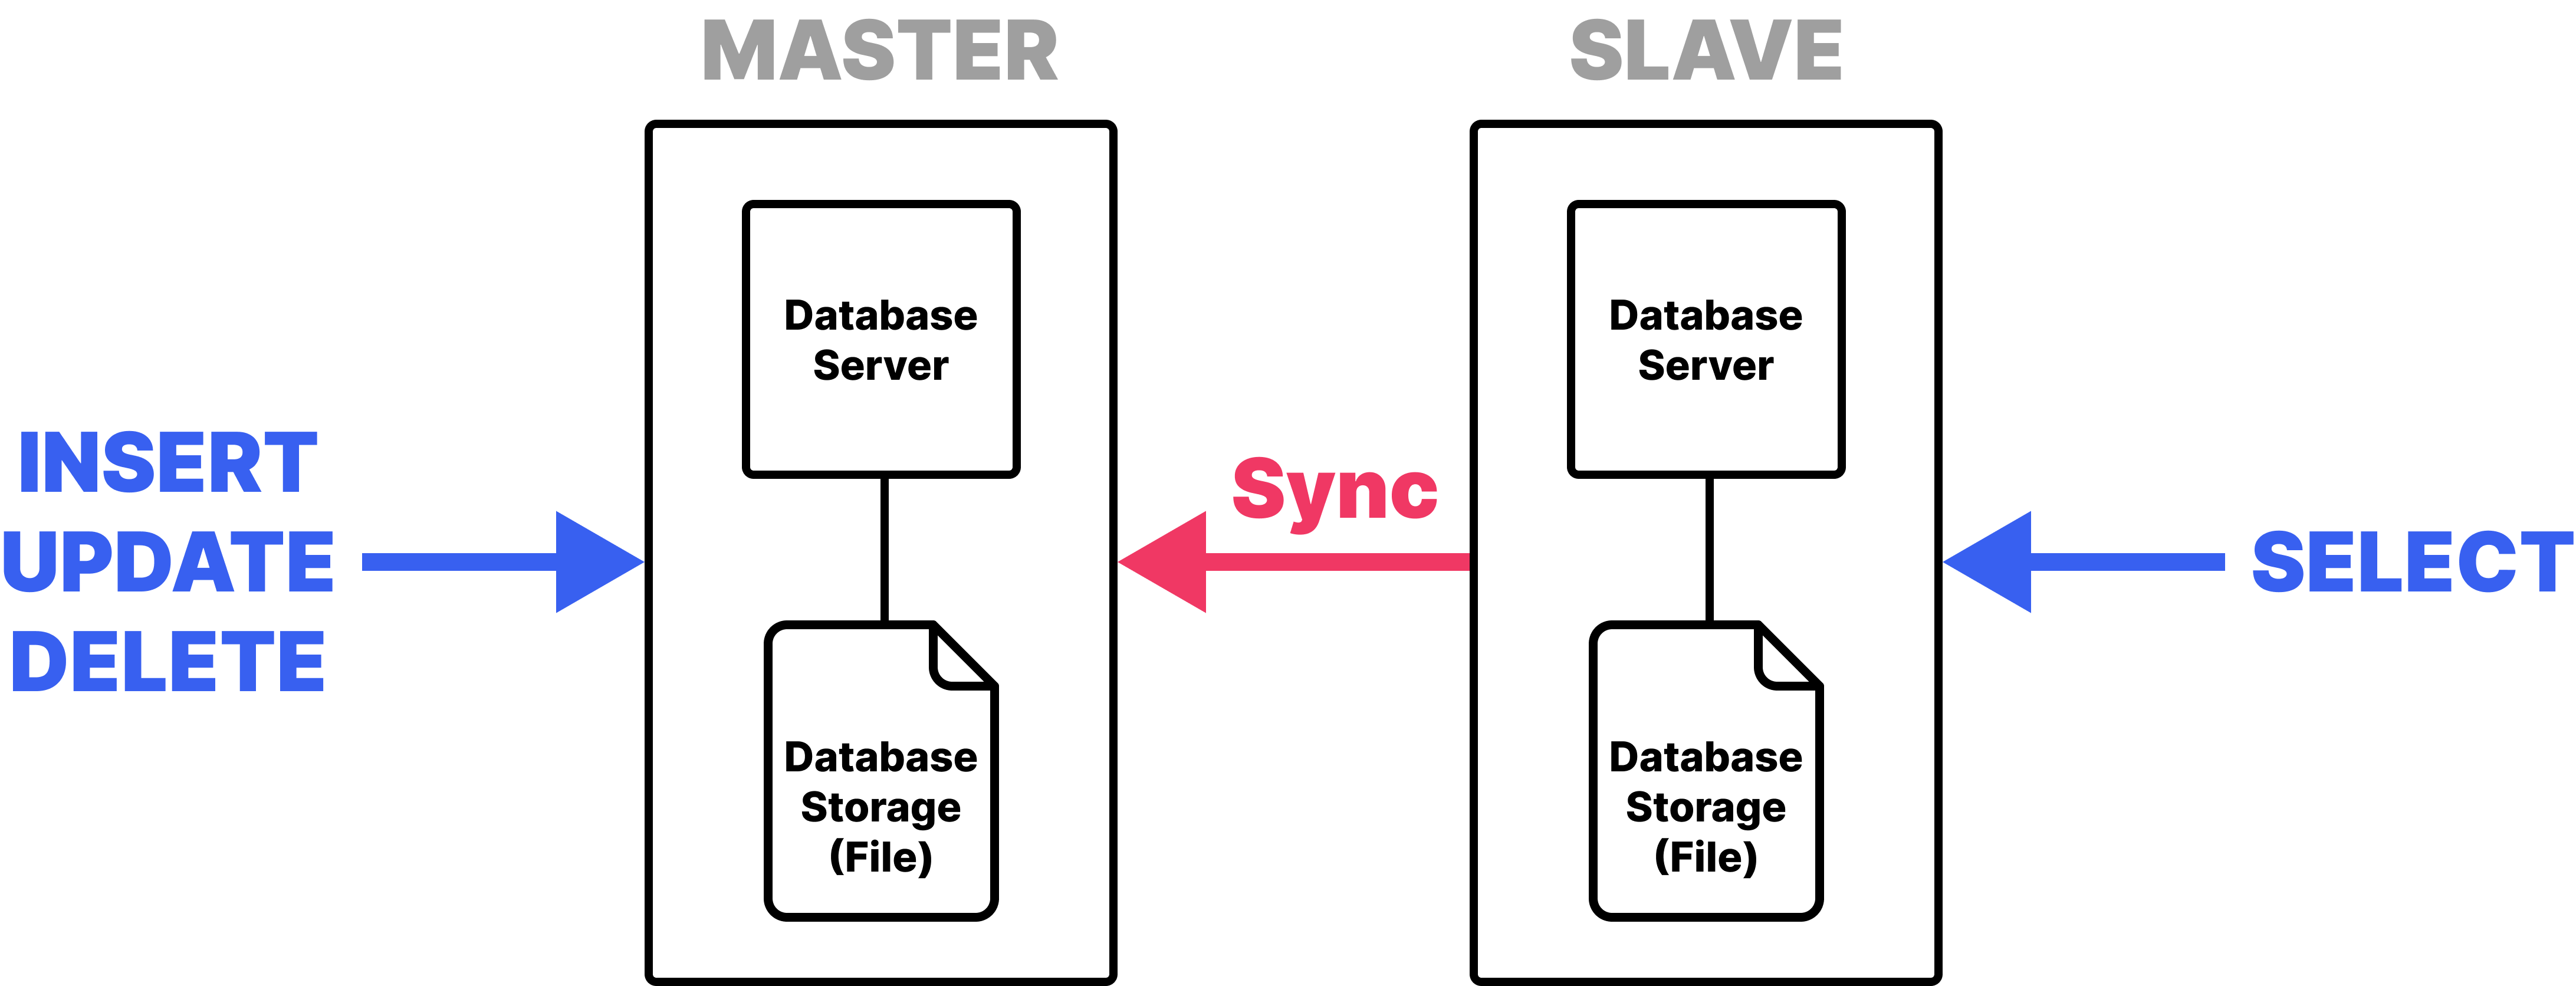 MASTER
SLAVE
Database
Server
Database
Server
INSERT
UPDATE
DELETE
Sync
SELECT
Database
Storage
(File)
Database
Storage
(File)